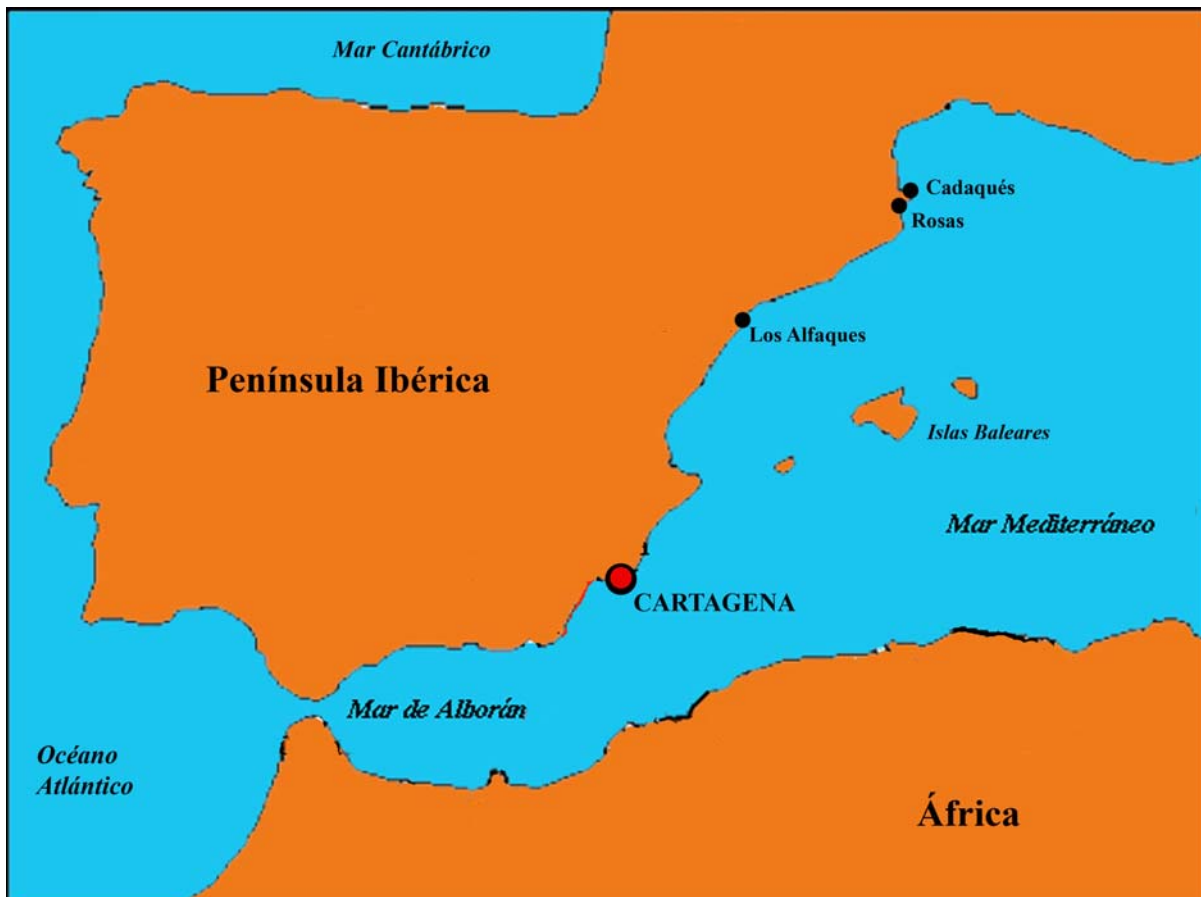 Mar Cantábrico
Cadaqués
Rosas
Los Alfaques
Península Ibérica
Islas Baleares
Mar Mediterráneo
CARTAGENA
Mar de Alborán
Océano
Atlántico
África